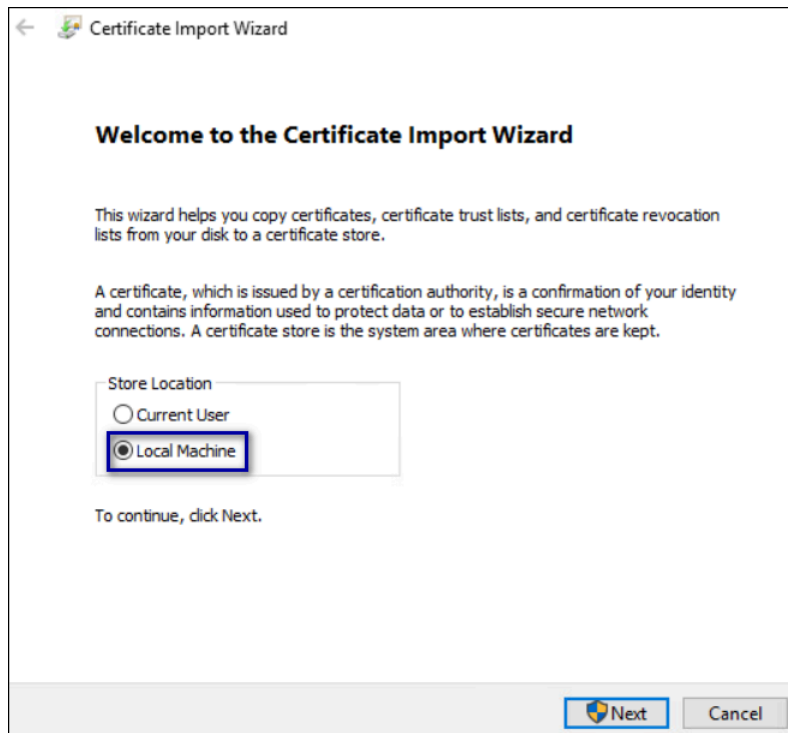 Certificate Import Wizard
Welcome to the Certificate Import Wizard
This wizard helps you copy certificates, certificate trust lists, and certificate revocation
lists from your disk to a certificate store.
A certificate, which is issued by a certification authority, is a confirmation of your identity
and contains information used to protect data or to establish secure network
connections. A certificate store is the system area where certificates are kept.
Store Location
Current User
Local Machine
To continue, click Next.
Next
Cancel